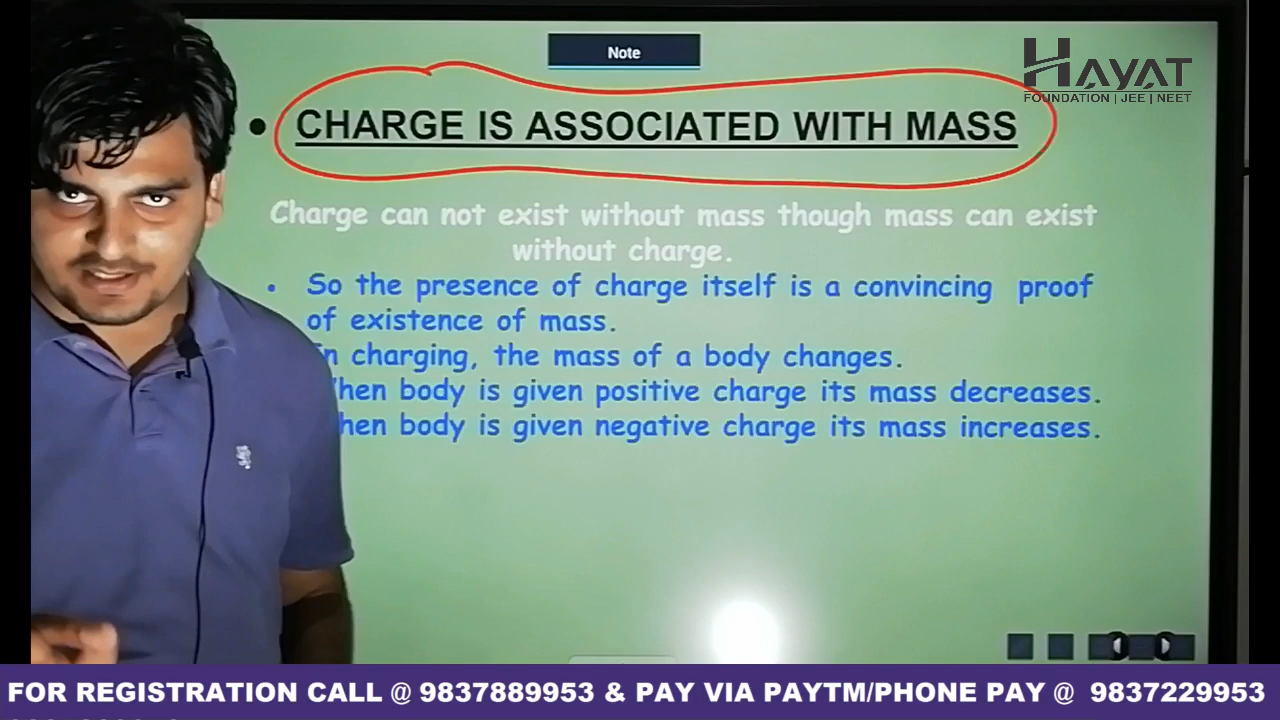 Note
HAYAT
FOUNDATION | JEE | NEET
• CHARGE IS ASSOCIATED WITH MASS
Charge can not exist without mass though mass can exist
without charge.
• So the presence of charge itself is a convincing proof
of existence of mass.
In charging, the mass of a body changes.
When body is given positive charge its mass decreases.
When body is given negative charge its mass increases.
FOR REGISTRATION CALL @ 9837889953 & PAY VIA PAYTM/PHONE PAY @ 9837229953